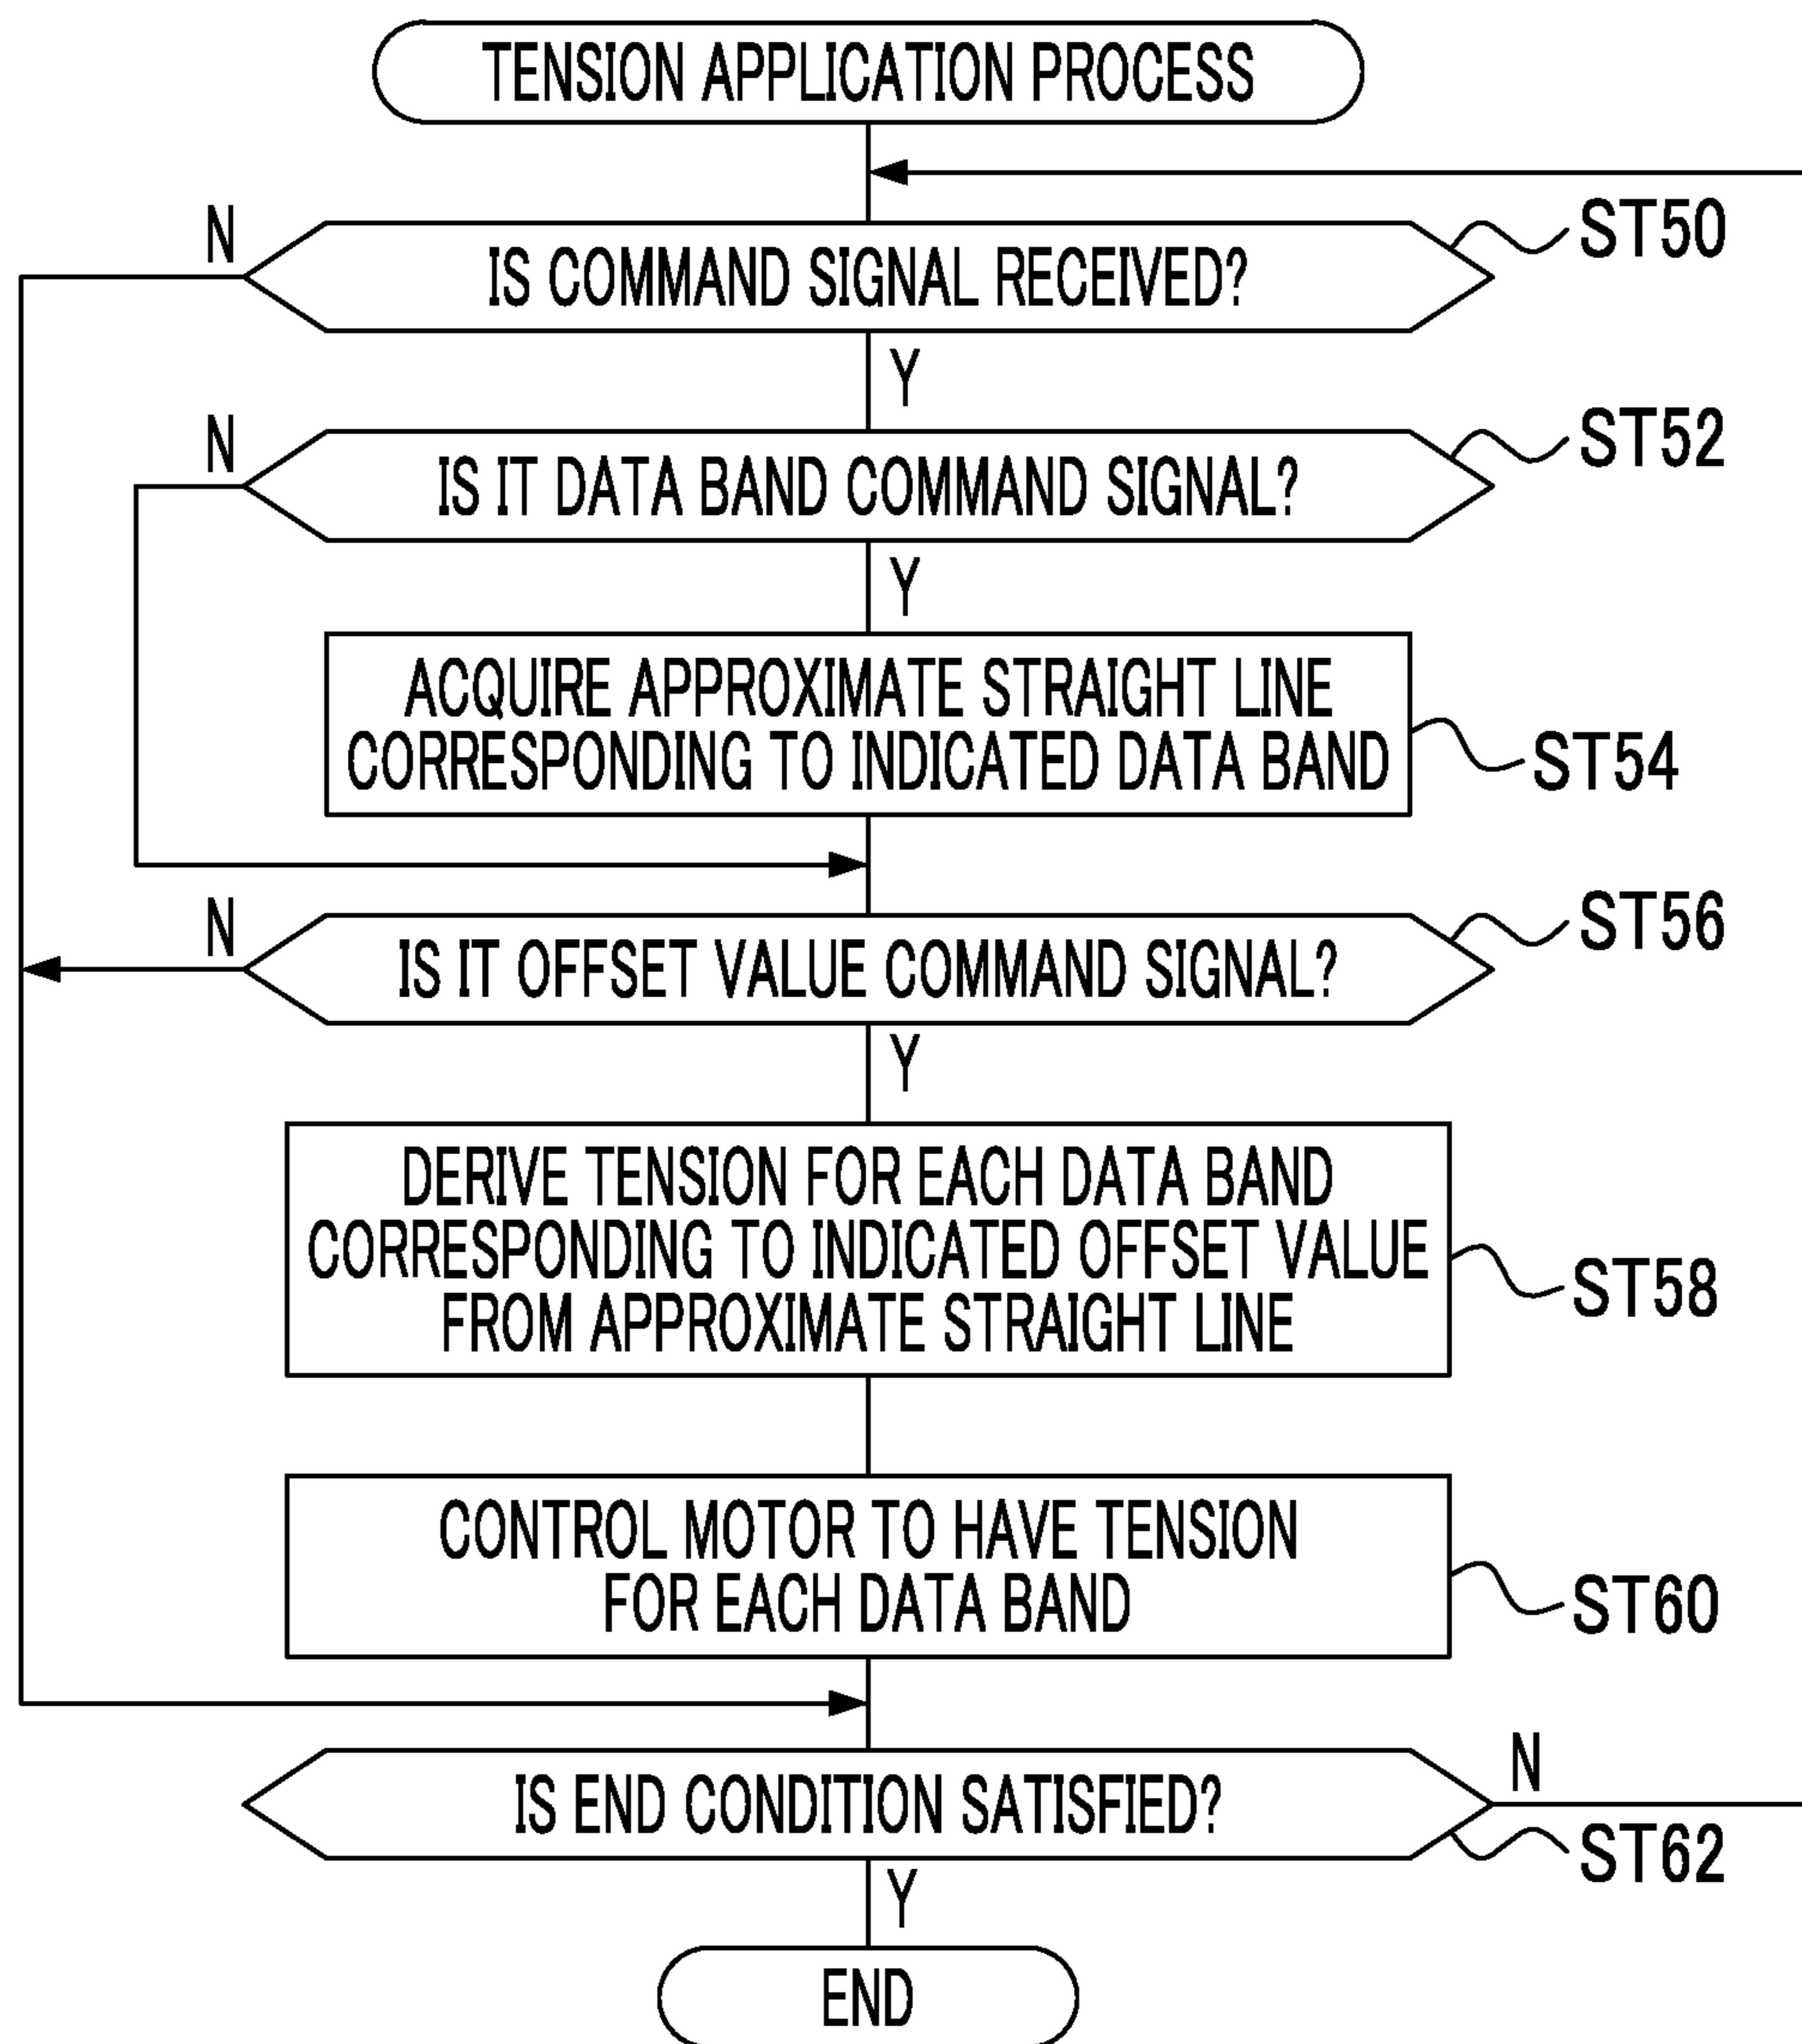 TENSION APPLICATION PROCESS
N
ST50
IS COMMAND SIGNAL RECEIVED?
Y
N
ST52
IS IT DATA BAND COMMAND SIGNAL?
Y
ACQUIRE APPROXIMATE STRAIGHT LINE
CORRESPONDING TO INDICATED DATA BAND
ST54
N
ST56
IS IT OFFSET VALUE COMMAND SIGNAL?
Y
DERIVE TENSION FOR EACH DATA BAND
CORRESPONDING TO INDICATED OFFSET VALUE
FROM APPROXIMATE STRAIGHT LINE
ST58
CONTROL MOTOR TO HAVE TENSION
FOR EACH DATA BAND
ST60
N
IS END CONDITION SATISFIED?
ST62
Y
END